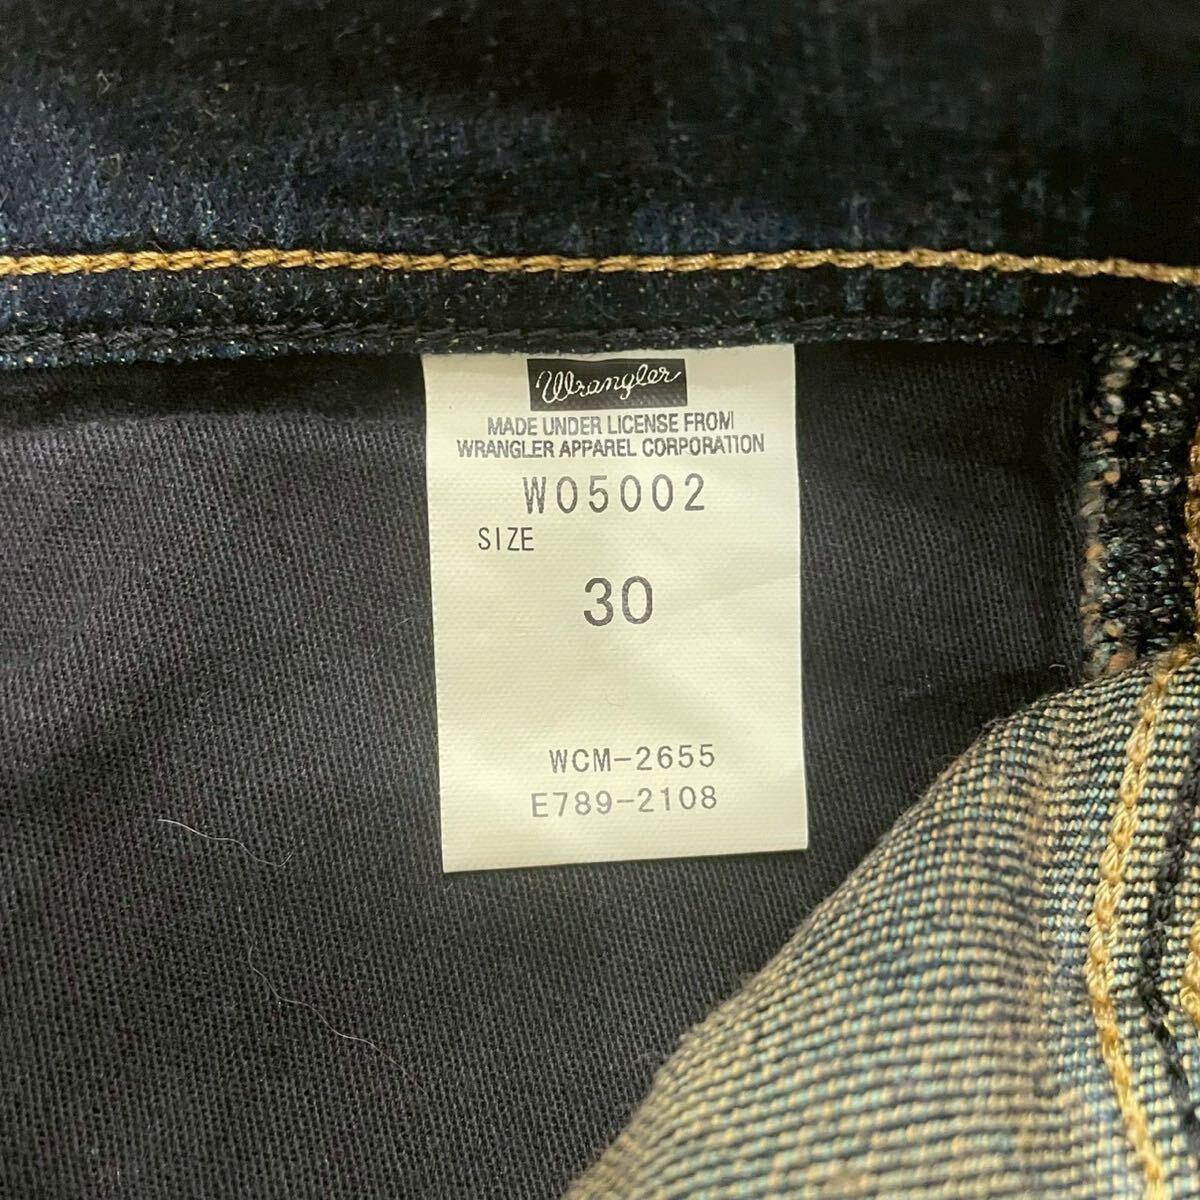 Wrangler
MADE UNDER LICENSE FROM
WRANGLER APPAREL CORPORATION
W05002
SIZE
30
WCM-2655
E789-2108